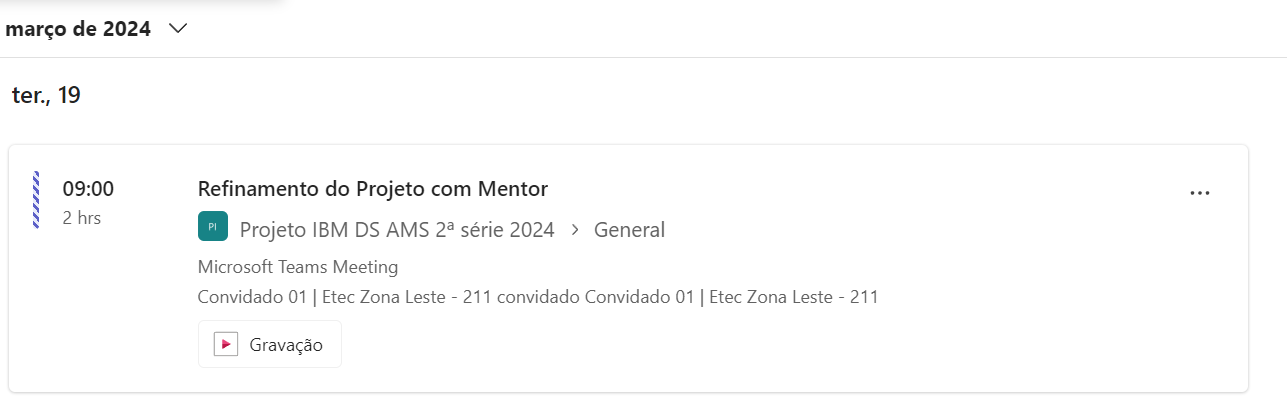 março de 2024
ter., 19
09:00
2 hrs
Refinamento do Projeto com Mentor
PI
Projeto IBM DS AMS 2ª série 2024 > General
Microsoft Teams Meeting
Convidado 01 | Etec Zona Leste - 211 convidado Convidado 01 | Etec Zona Leste - 211
Gravação